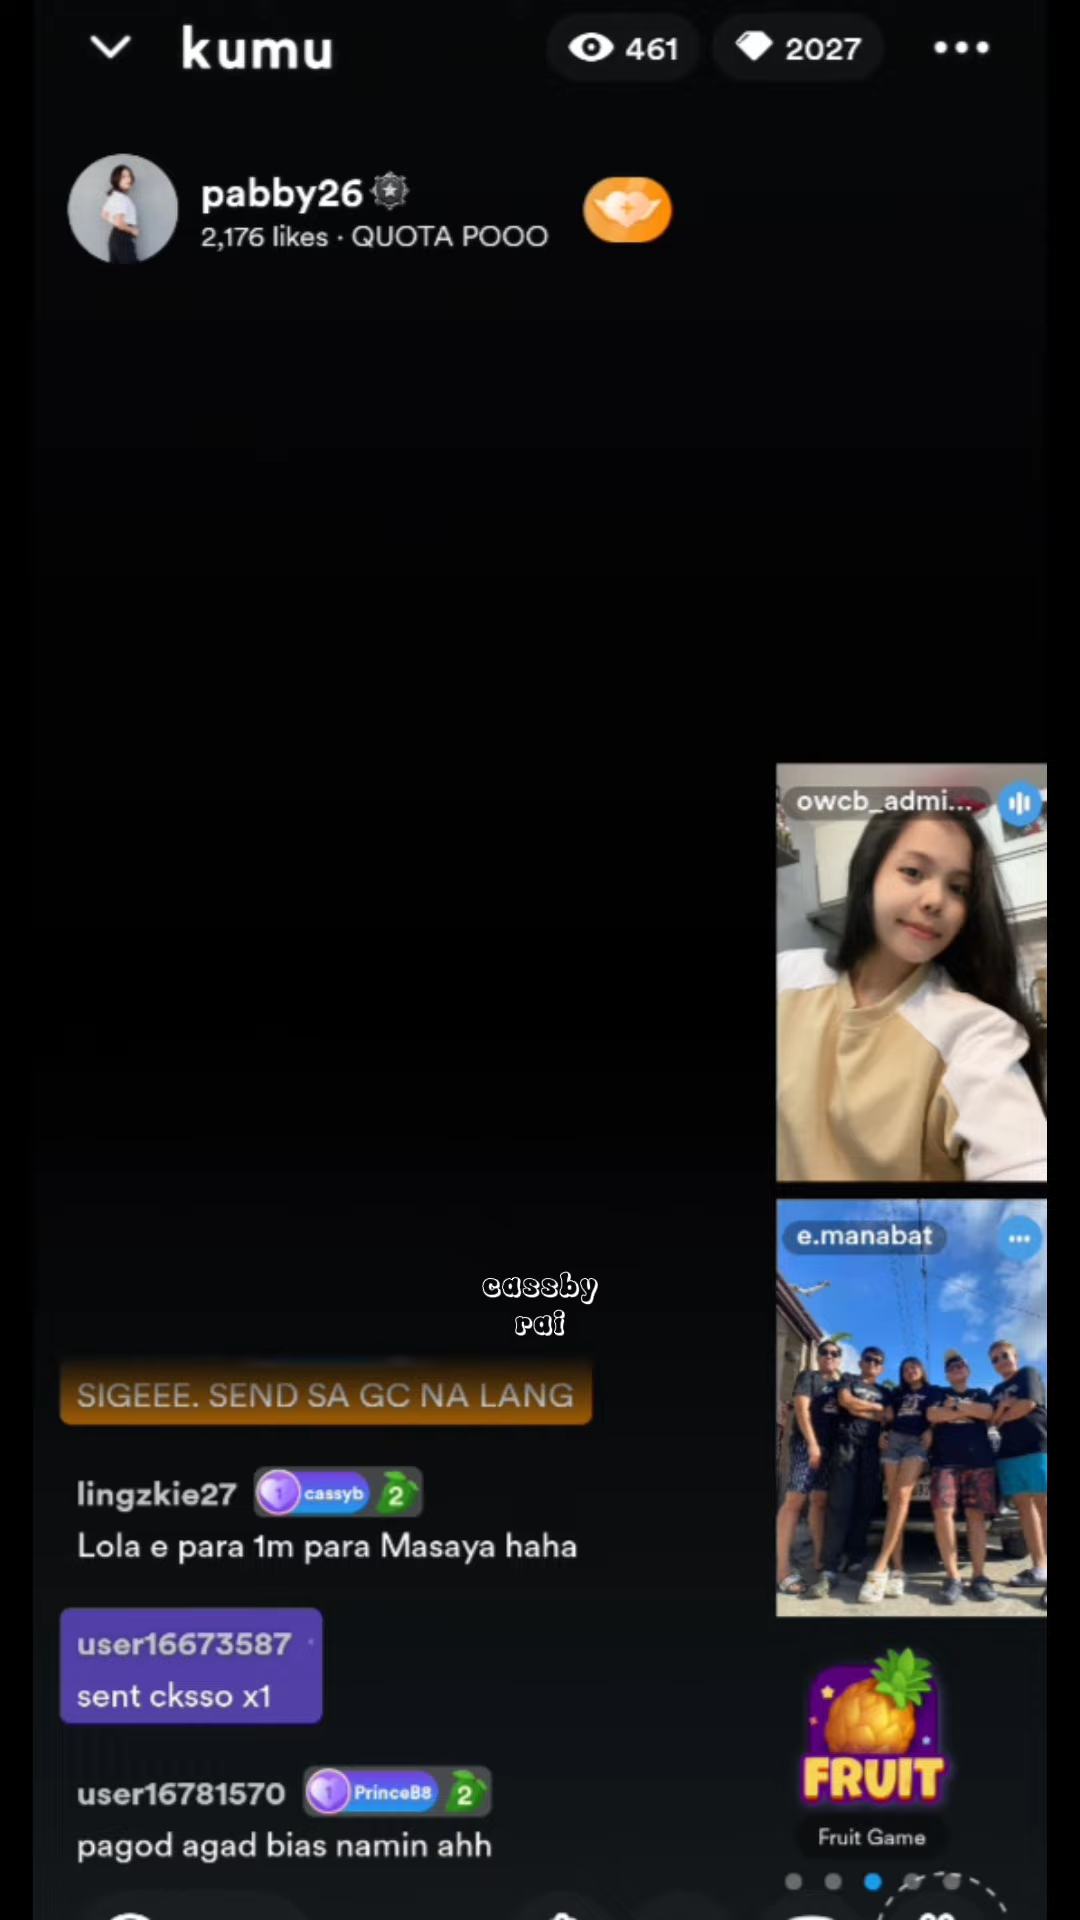 kumu
461
2027
pabby26
2,176 likes · QUOTA POOO
owcb_admi...
e.manabat
cassby
rai
SIGEEE. SEND SA GC NA LANG
lingzkie27 1 cassyb 2
Lola e para 1m para Masaya haha
user16673587
sent cksso x1
user16781570 1 PrinceB8 2
pagod agad bias namin ahh
FRUIT
Fruit Game